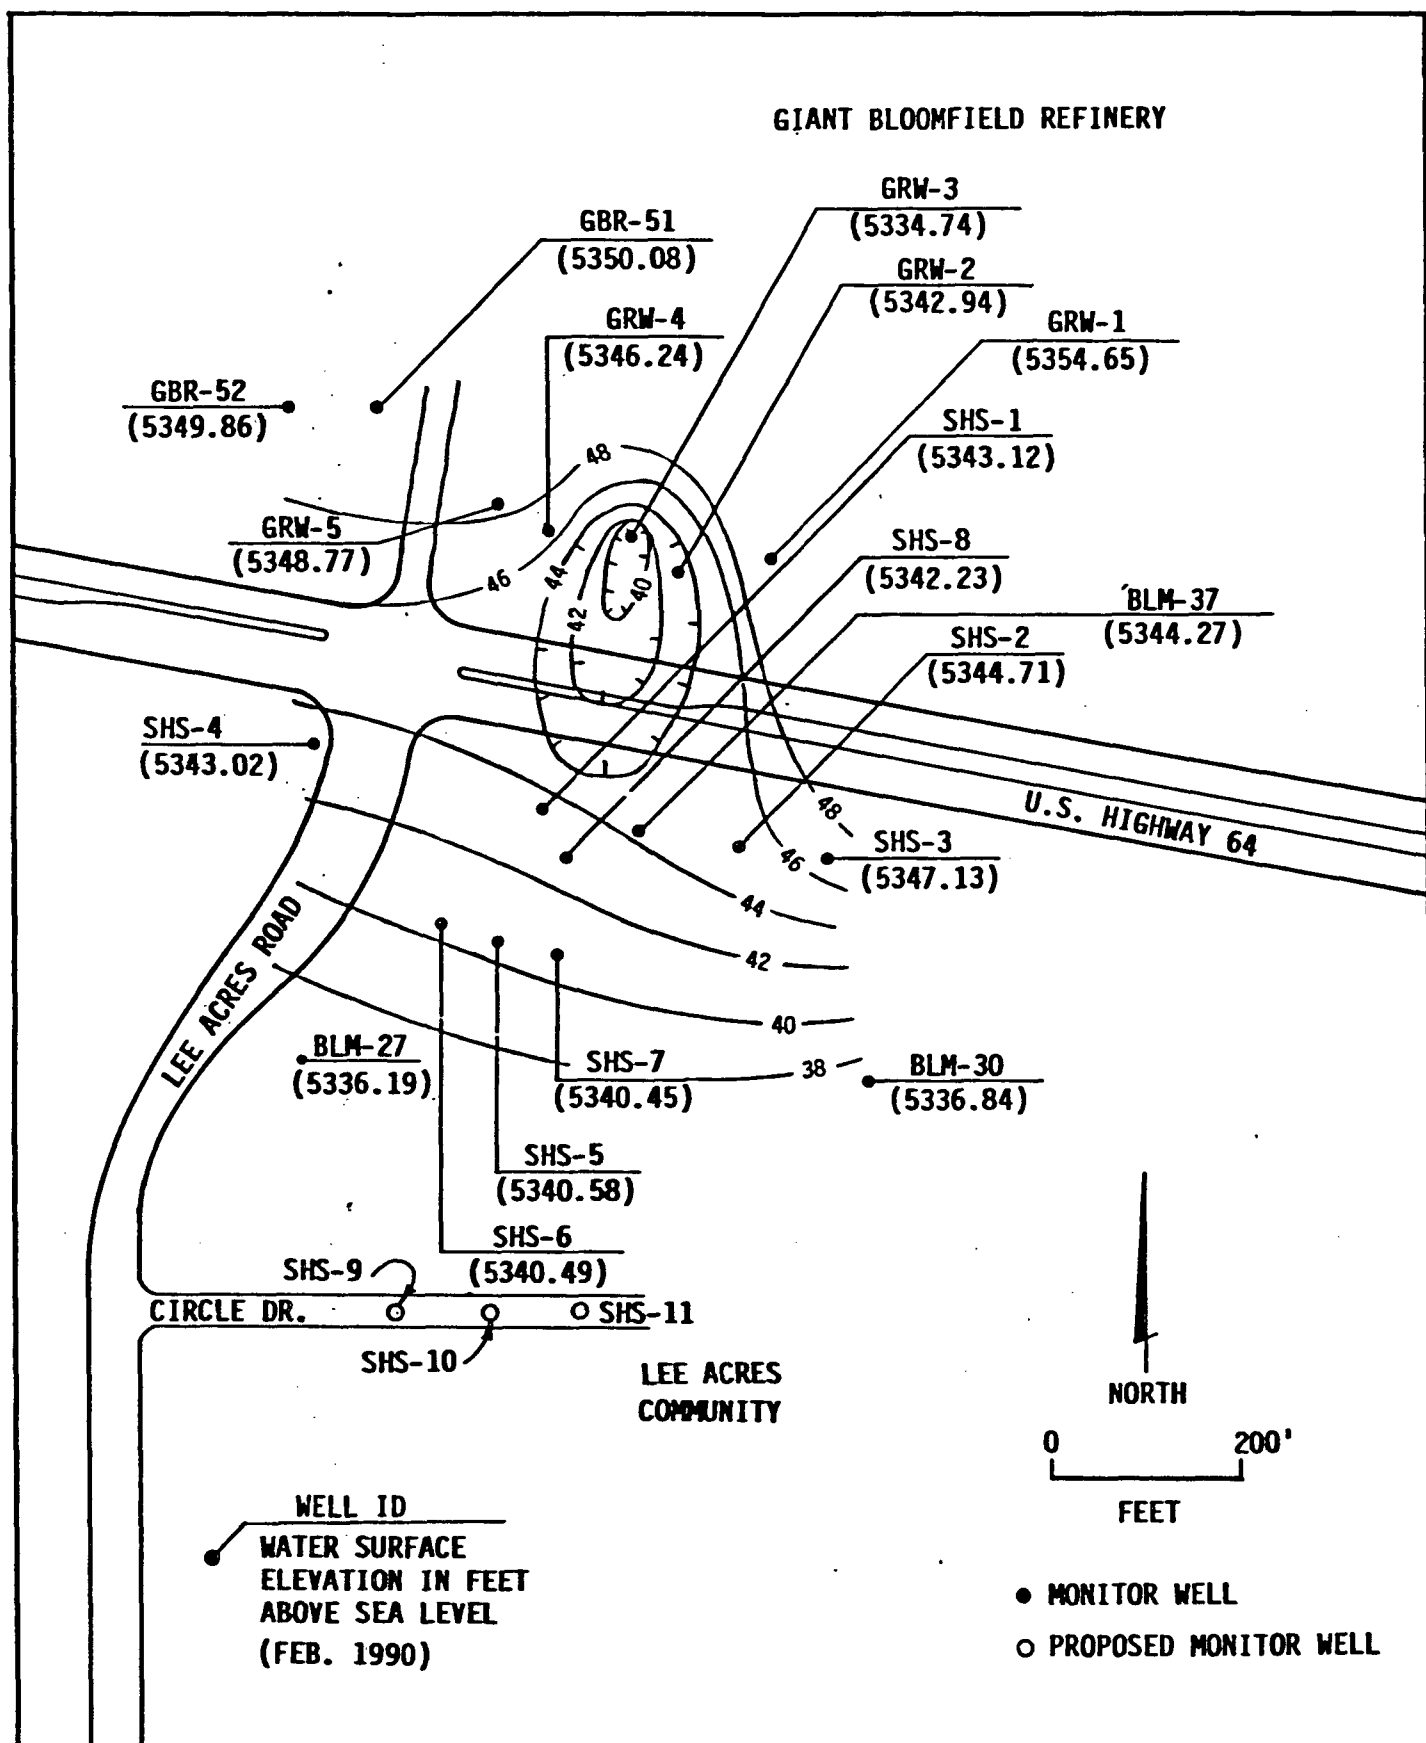 GIANT BLOOMFIELD REFINERY
GRW-3
(5334.74)
GBR-51
(5350.08)
GRW-2
(5342.94)
GRW-4
(5346.24)
GRW-1
(5354.65)
GBR-52
(5349.86)
SHS-1
(5343.12)
48
GRW-5
(5348.77)
SHS-8
(5342.23)
46
44
42
40
BLM-37
(5344.27)
SHS-2
(5344.71)
SHS-4
(5343.02)
48
U.S. HIGHWAY 64
46
SHS-3
(5347.13)
44
42
LEE ACRES ROAD
40
BLM-27
(5336.19)
SHS-7
(5340.45)
38
BLM-30
(5336.84)
SHS-5
(5340.58)
SHS-6
(5340.49)
SHS-9
CIRCLE DR.
SHS-11
SHS-10
LEE ACRES
COMMUNITY
NORTH
0 200'
FEET
WELL ID
WATER SURFACE
ELEVATION IN FEET
ABOVE SEA LEVEL
(FEB. 1990)
MONITOR WELL
PROPOSED MONITOR WELL